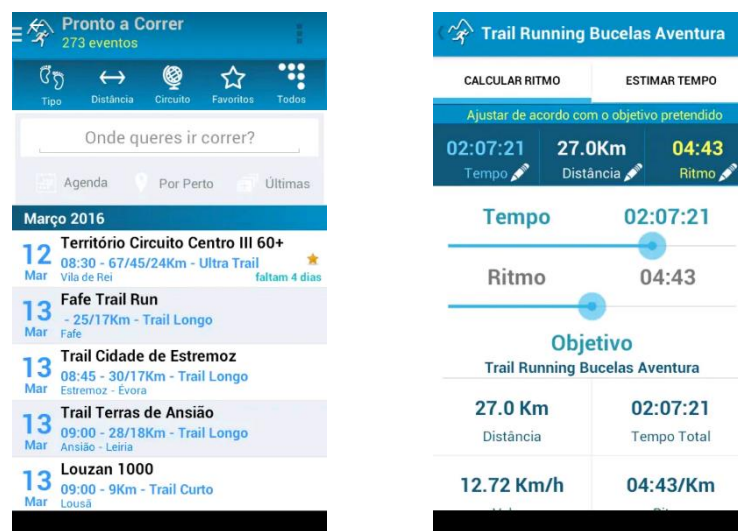 Pronto a Correr
273 eventos
Tipo Distância Circuito Favoritos Todos
Onde queres ir correr?
Agenda Por Perto Últimas
Março 2016
Território Circuito Centro III 60+
12 08:30 - 67/45/24Km - Ultra Trail
Mar Vila de Rei faltam 4 dias
Fafe Trail Run
13 - 25/17Km - Trail Longo
Mar Fafe
Trail Cidade de Estremoz
13 08:45 - 30/17Km - Trail Longo
Mar Estremoz - Évora
Trail Terras de Ansião
13 09:00 - 28/18Km - Trail Longo
Mar Ansião - Leiria
Louzan 1000
13 09:00 - 9Km - Trail Curto
Mar Lousã
Trail Running Bucelas Aventura
CALCULAR RITMO ESTIMAR TEMPO
Ajustar de acordo com o objetivo pretendido
02:07:21 27.0Km 04:43
Tempo Distância Ritmo
Tempo 02:07:21
Ritmo 04:43
Objetivo
Trail Running Bucelas Aventura
27.0 Km 02:07:21
Distância Tempo Total
12.72 Km/h 04:43/Km